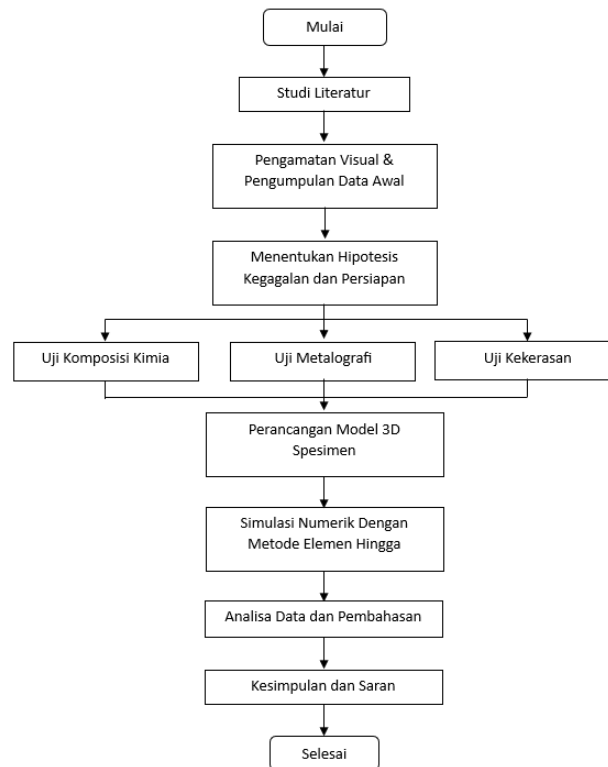 Mulai
Studi Literatur
Pengamatan Visual &
Pengumpulan Data Awal
Menentukan Hipotesis
Kegagalan dan Persiapan
Uji Komposisi Kimia
Uji Metalografi
Uji Kekerasan
Perancangan Model 3D
Spesimen
Simulasi Numerik Dengan
Metode Elemen Hingga
Analisa Data dan Pembahasan
Kesimpulan dan Saran
Selesai